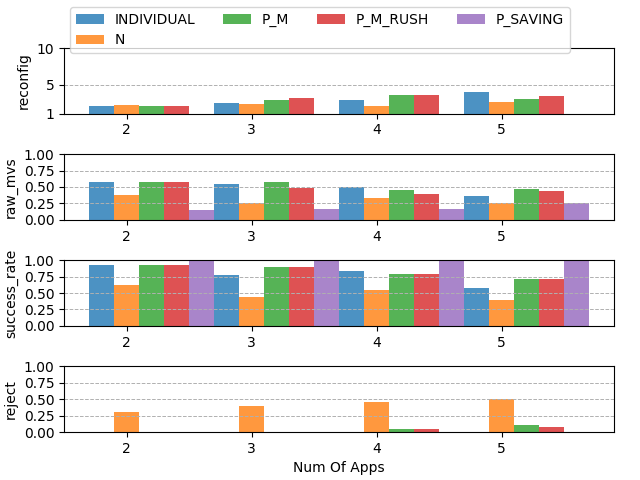 INDIVIDUAL P_M P_M_RUSH P_SAVING
N
reconfig
10
5
1
2 3 4 5
raw_mvs
1.00
0.75
0.50
0.25
0.00
2 3 4 5
success_rate
1.00
0.75
0.50
0.25
0.00
2 3 4 5
reject
1.00
0.75
0.50
0.25
0.00
2 3 4 5
Num Of Apps